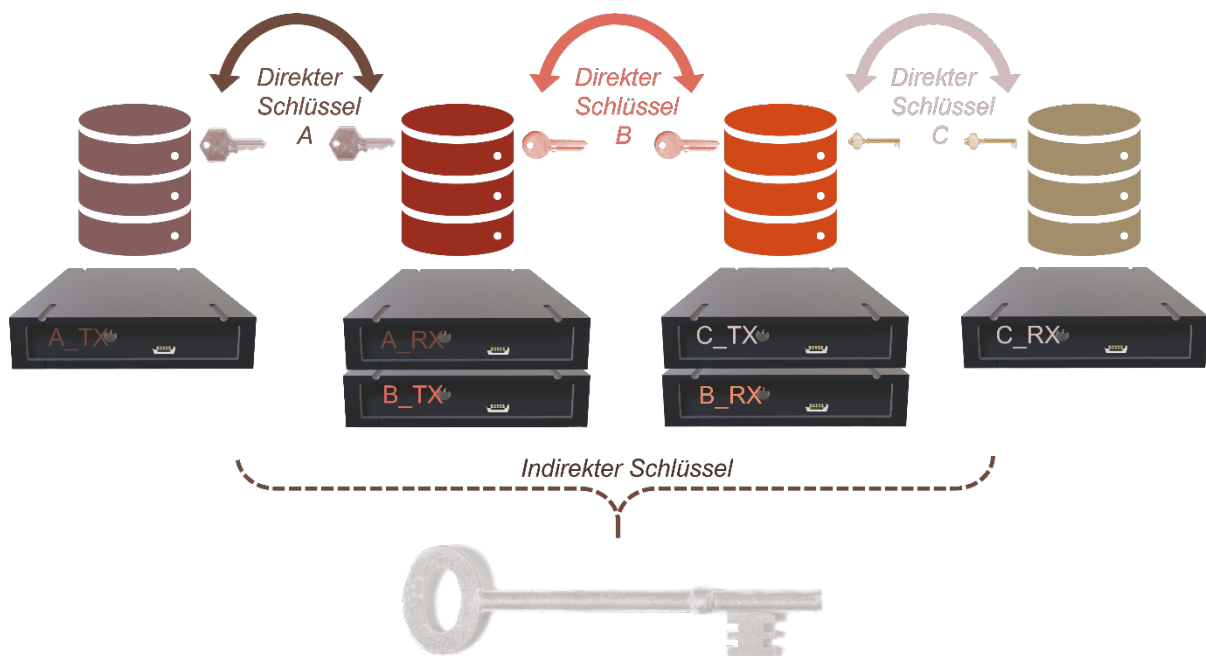 Direkter
Schlüssel
A
Direkter
Schlüssel
B
Direkter
Schlüssel
C
A_TX
A_RX
C_TX
C_RX
B_TX
B_RX
Indirekter Schlüssel